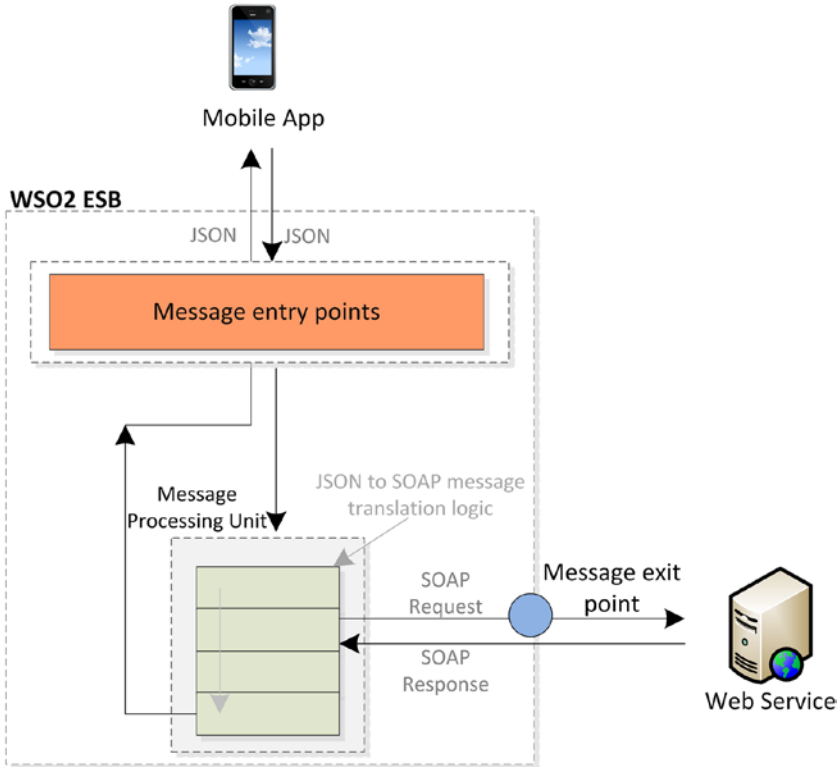 Mobile App
WSO2 ESB
JSON
JSON
Message entry points
JSON to SOAP message
translation logic
Message
Processing Unit
SOAP
Request
Message exit
point
SOAP
Response
Web Service